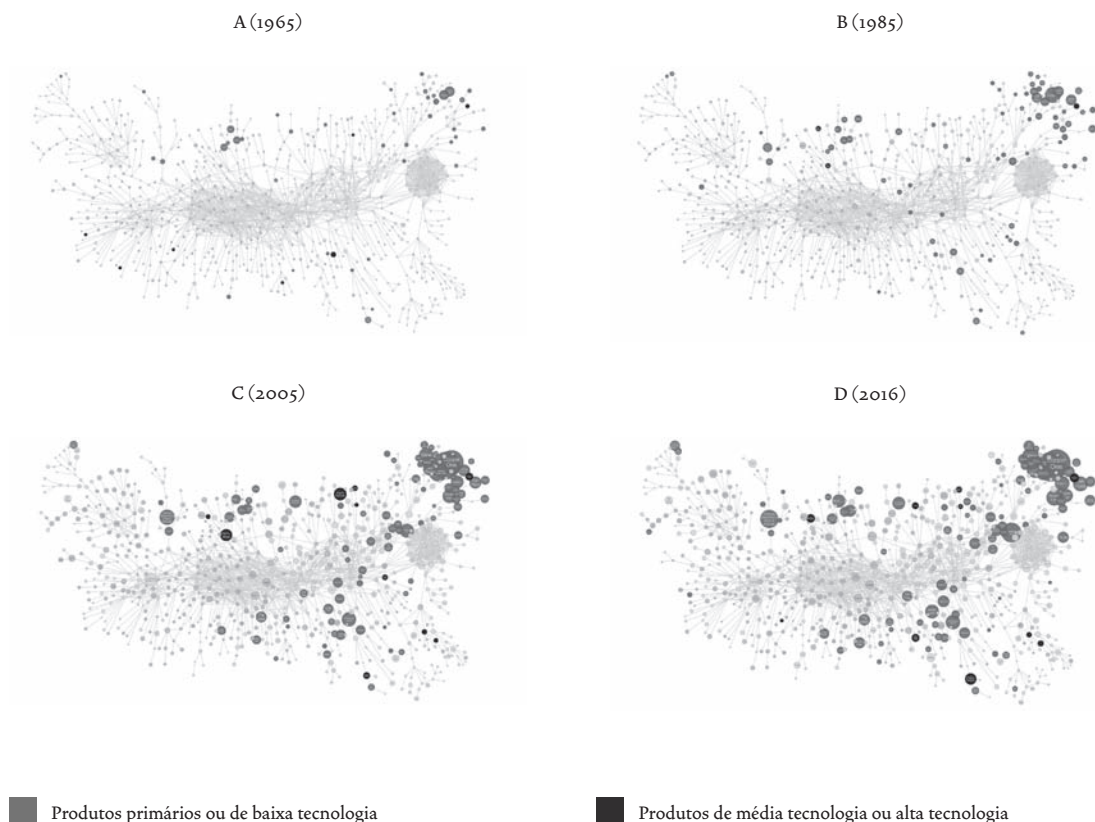 A (1965)
B (1985)
C (2005)
D (2016)
Produtos primários ou de baixa tecnologia
Produtos de média tecnologia ou alta tecnologia